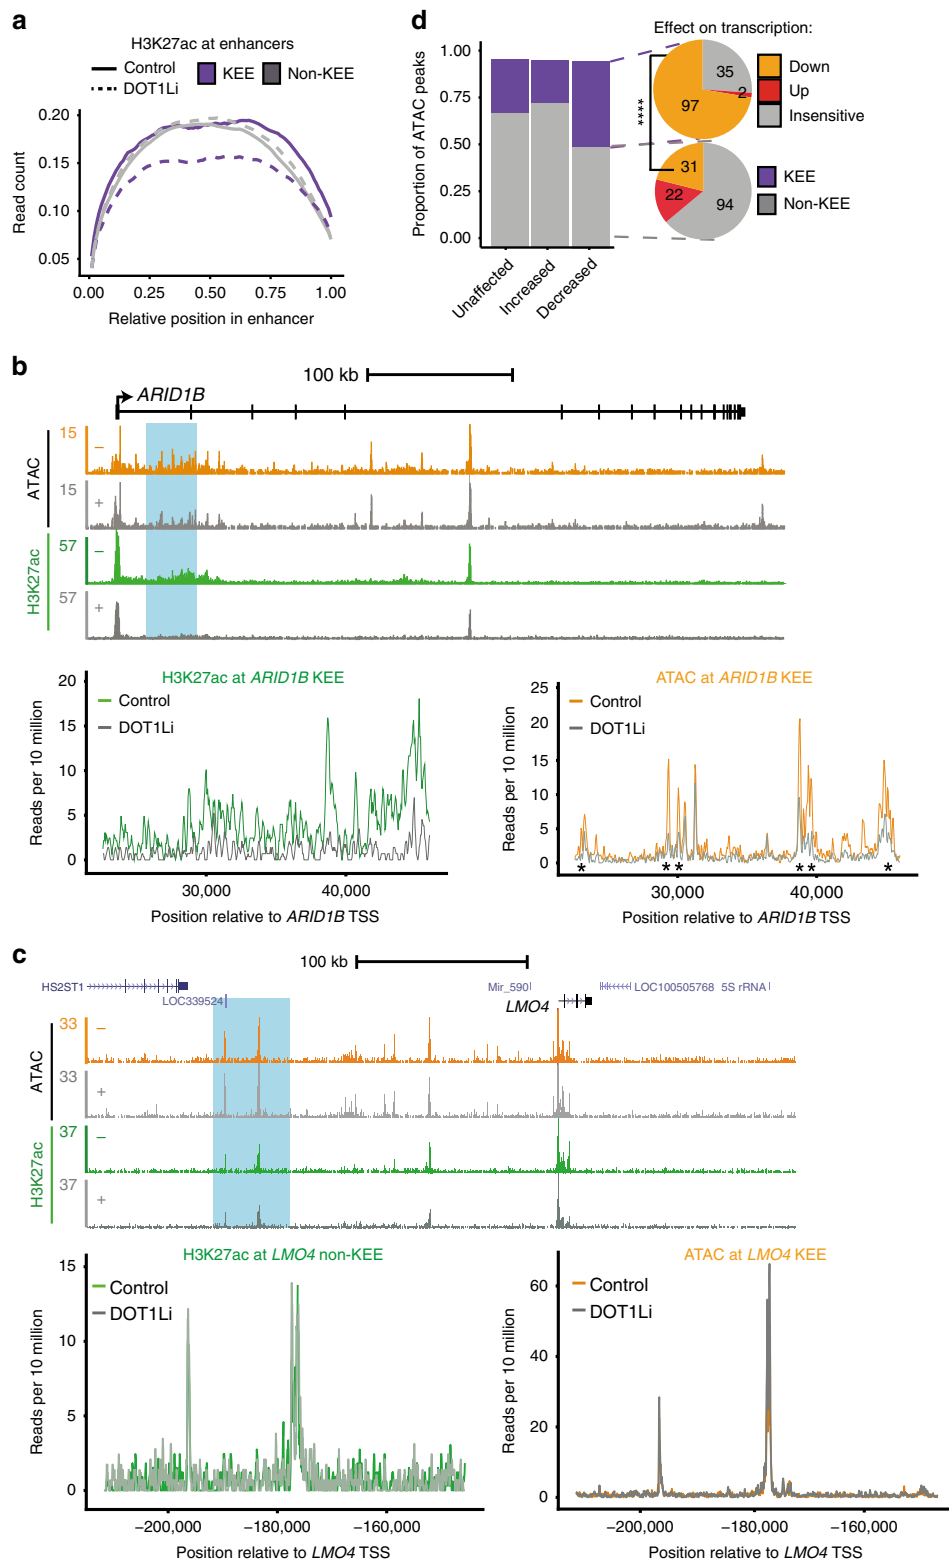 a
H3K27ac at enhancers
Control
DOT1Li
KEE
Non-KEE
Read count
0.20
0.15
0.10
0.05
0.00 0.25 0.50 0.75 1.00
Relative position in enhancer
d
Proportion of ATAC peaks
1.00
0.75
0.50
0.25
0.00
Unaffected
Increased
Decreased
Effect on transcription:
35
2
97
****
31
22
94
Down
Up
Insensitive
KEE
Non-KEE
b
100 kb
ARID1B
ATAC
15
–
15
+
H3K27ac
57
–
57
+
H3K27ac at ARID1B KEE
Control
DOT1Li
Reads per 10 million
20
15
10
5
0
30,000 40,000
Position relative to ARID1B TSS
ATAC at ARID1B KEE
Control
DOT1Li
Reads per 10 million
25
20
15
10
5
0
* * * * * *
30,000 40,000
Position relative to ARID1B TSS
c
100 kb
HS2ST1
LOC339524
Mir_590
LMO4
LOC100505768 5S rRNA
ATAC
33
–
33
+
H3K27ac
37
–
37
+
H3K27ac at LMO4 non-KEE
Control
DOT1Li
Reads per 10 million
15
10
5
0
−200,000 −180,000 −160,000
Position relative to LMO4 TSS
ATAC at LMO4 KEE
Control
DOT1Li
Reads per 10 million
60
40
20
0
−200,000 −180,000 −160,000
Position relative to LMO4 TSS